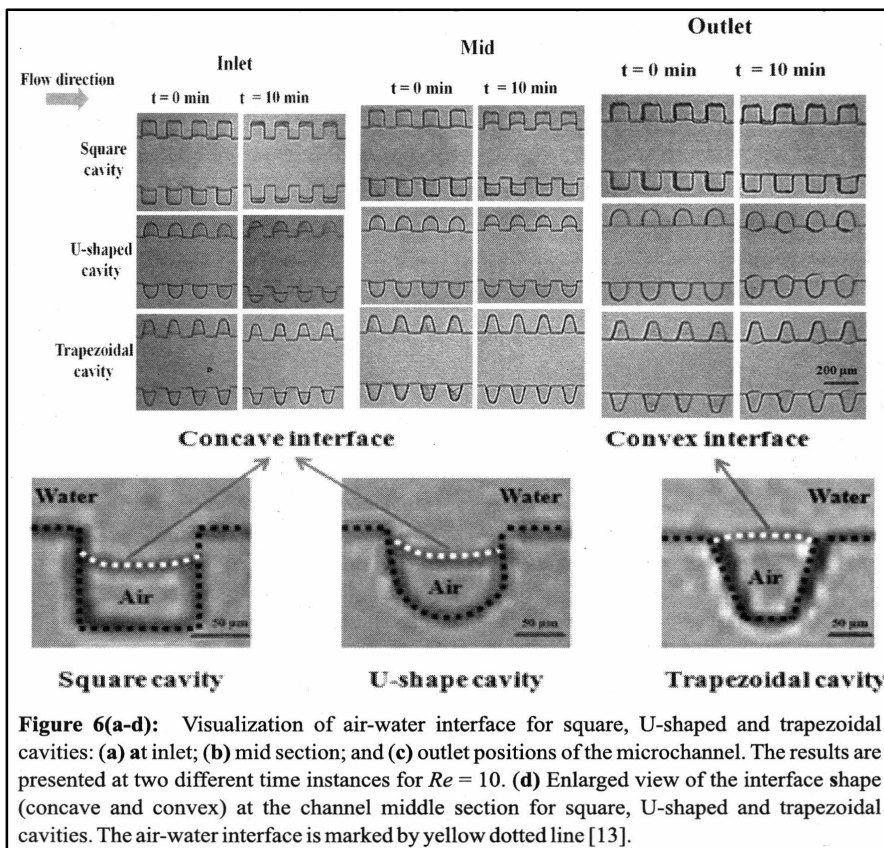 Outlet
Mid
Inlet
Flow direction
t = 0 min t = 10 min
t = 0 min t = 10 min
t = 0 min t = 10 min
Square
cavity
U-shaped
cavity
Trapezoidal
cavity
200 µm
Concave interface
Convex interface
Water
Water
Water
Air
Air
Air
50 µm
50 µm
50 µm
Square cavity
U-shape cavity
Trapezoidal cavity
Figure 6(a-d): Visualization of air-water interface for square, U-shaped and trapezoidal
cavities: (a) at inlet; (b) mid section; and (c) outlet positions of the microchannel. The results are
presented at two different time instances for Re = 10. (d) Enlarged view of the interface shape
(concave and convex) at the channel middle section for square, U-shaped and trapezoidal
cavities. The air-water interface is marked by yellow dotted line [13].